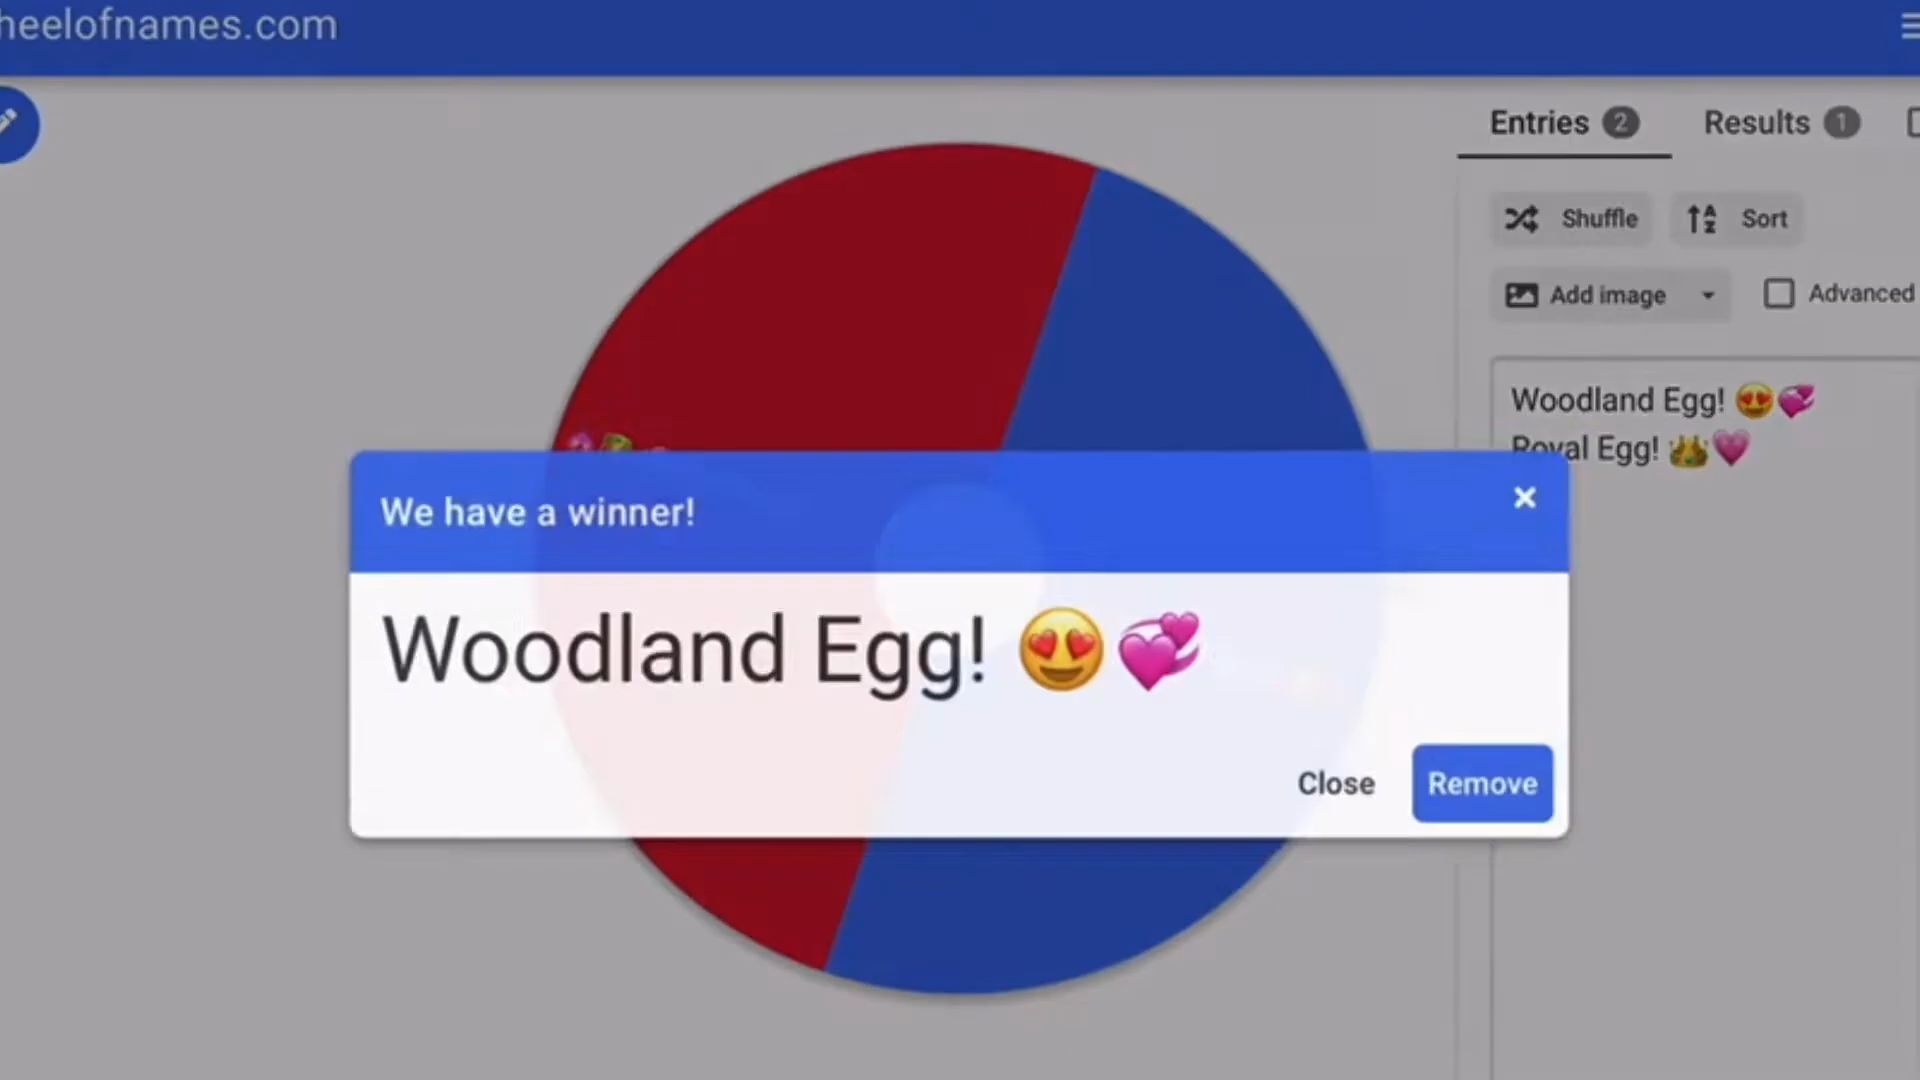 heelofnames.com
Entries 2 Results 1
Shuffle Sort
Add image Advanced
Woodland Egg! 😍💞
Royal Egg! 👑💗
We have a winner!
Woodland Egg! 😍💞
Close Remove